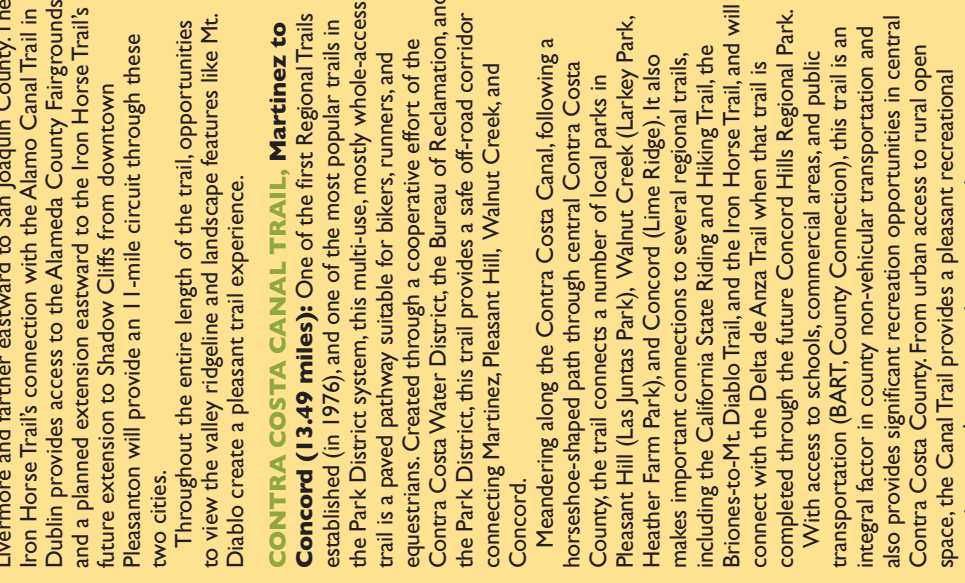 Livermore and farther eastward to San Joaquin County. The
Iron Horse Trail's connection with the Alamo Canal Trail in
Dublin provides access to the Alameda County Fairgrounds
and a planned extension eastward to the Iron Horse Trail's
future extension to Shadow Cliffs from downtown
Pleasanton will provide an 11-mile circuit through these
two cities.
Throughout the entire length of the trail, opportunities
to view the valley ridgeline and landscape features like Mt.
Diablo create a pleasant trail experience.
CONTRA COSTA CANAL TRAIL, Martinez to
Concord (13.49 miles): One of the first Regional Trails
established (in 1976), and one of the most popular trails in
the Park District system, this multi-use, mostly whole-access
trail is a paved pathway suitable for bikers, runners, and
equestrians. Created through a cooperative effort of the
Contra Costa Water District, the Bureau of Reclamation, and
the Park District, this trail provides a safe off-road corridor
connecting Martinez, Pleasant Hill, Walnut Creek, and
Concord.
Meandering along the Contra Costa Canal, following a
horseshoe-shaped path through central Contra Costa
County, the trail connects a number of local parks in
Pleasant Hill (Las Juntas Park), Walnut Creek (Larkey Park,
Heather Farm Park), and Concord (Lime Ridge). It also
makes important connections to several regional trails,
including the California State Riding and Hiking Trail, the
Briones-to-Mt. Diablo Trail, and the Iron Horse Trail, and will
connect with the Delta de Anza Trail when that trail is
completed through the future Concord Hills Regional Park.
With access to schools, commercial areas, and public
transportation (BART, County Connection), this trail is an
integral factor in county non-vehicular transportation and
also provides significant recreation opportunities in central
Contra Costa County. From urban access to rural open
space, the Canal Trail provides a pleasant recreational